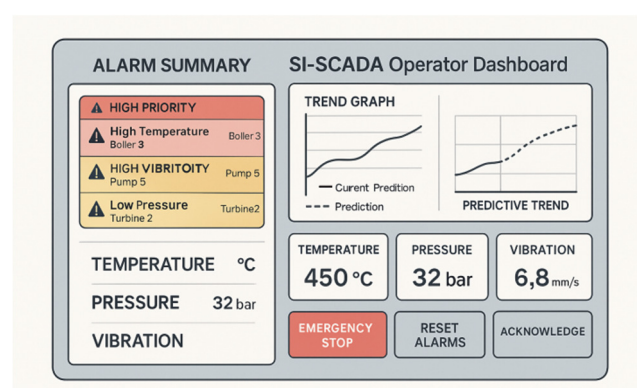 ALARM SUMMARY
HIGH PRIORITY
High Temperature
Boller 3
Boller 3
HIGH VIBRITOITY
Pump 5
Pump 5
Low Pressure
Turbine 2
Turbine2
TEMPERATURE °C
PRESSURE 32 bar
VIBRATION
SI-SCADA Operator Dashboard
TREND GRAPH
Curent Predition
Prediction
PREDICTIVE TREND
TEMPERATURE
450 °C
PRESSURE
32 bar
VIBRATION
6,8 mm/s
EMERGENCY
STOP
RESET
ALARMS
ACKNOWLEDGE